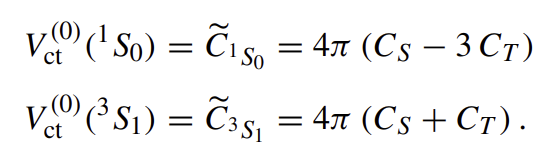 V_ct^(0)(^1S_0) = C̃_{^1S_0} = 4π (C_S − 3 C_T)
V_ct^(0)(^3S_1) = C̃_{^3S_1} = 4π (C_S + C_T) .